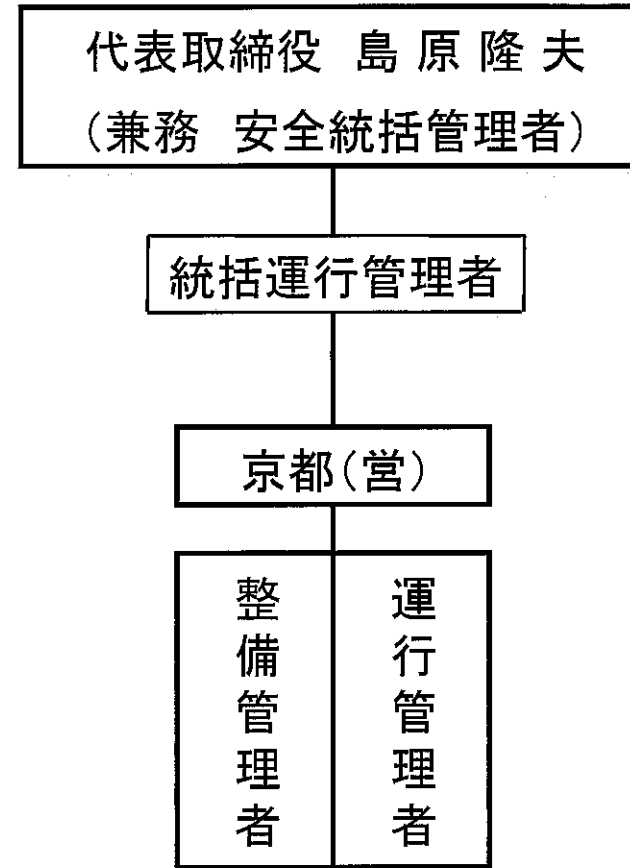 代表取締役 島原隆夫
(兼務 安全統括管理者)
統括運行管理者
京都(営)
整備管理者
運行管理者